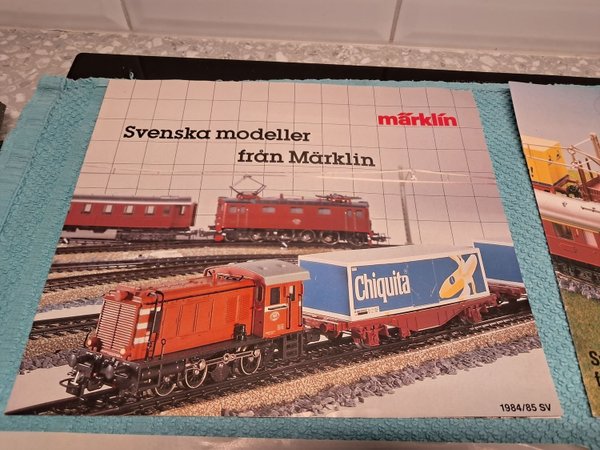 märklin
Svenska modeller
från Märklin
Chiquita
1984/85 SV